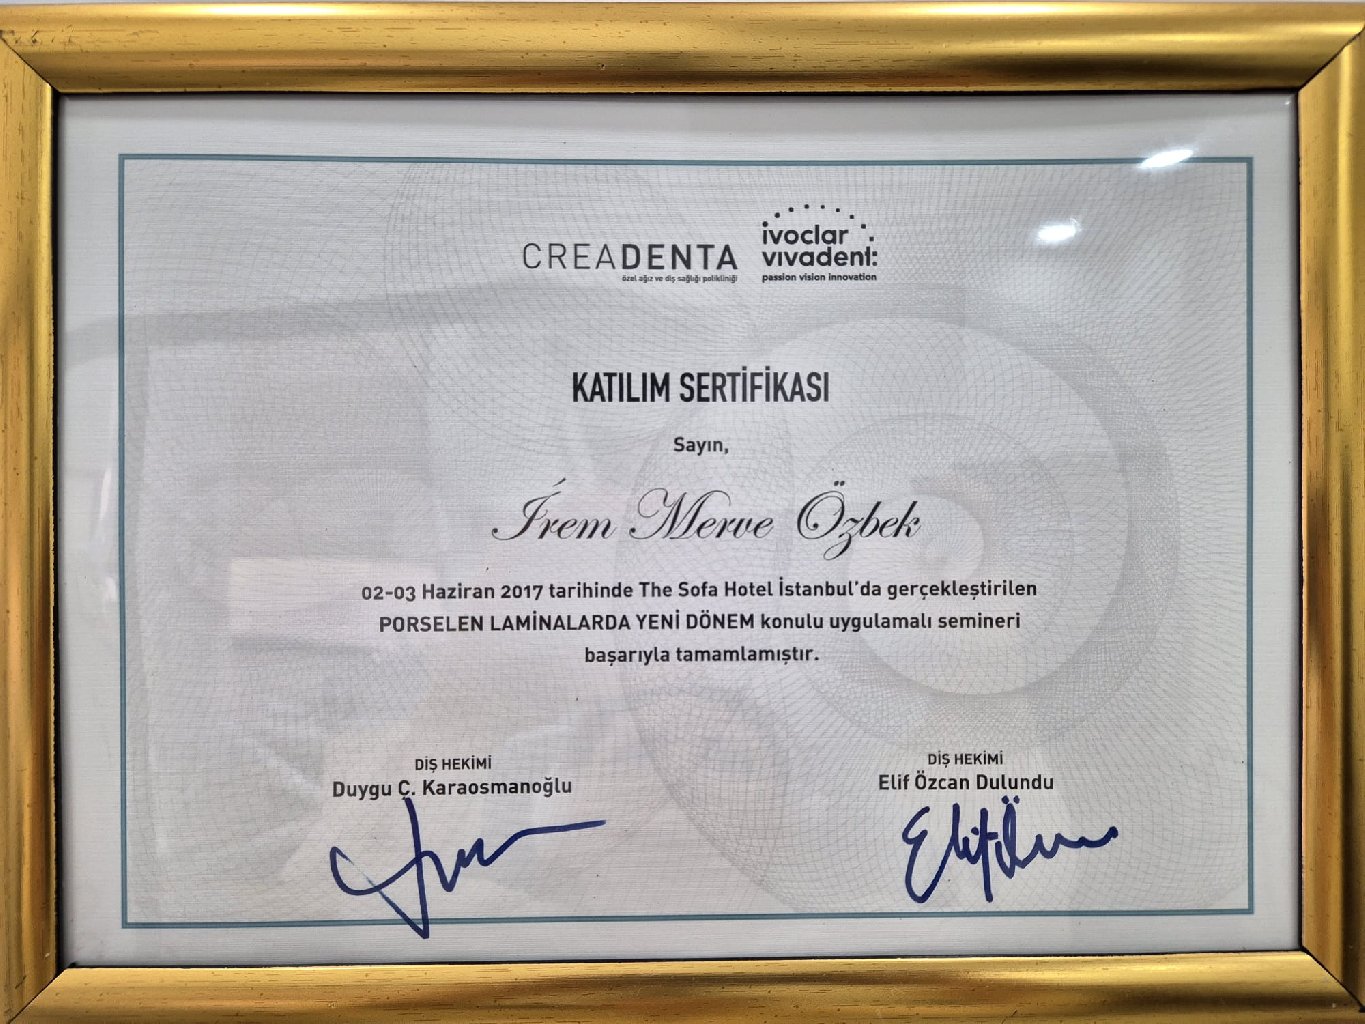 CREADENTA
özel ağız ve diş sağlığı polikliniği
ivoclar
vivadent:
passion vision innovation
KATILIM SERTİFİKASI
Sayın,
İrem Merve Özbek
02-03 Haziran 2017 tarihinde The Sofa Hotel İstanbul'da gerçekleştirilen
PORSELEN LAMİNALARDA YENİ DÖNEM konulu uygulamalı semineri
başarıyla tamamlamıştır.
DİŞ HEKİMİ
Duygu Ç. Karaosmanoğlu
DİŞ HEKİMİ
Elif Özcan Dulundu